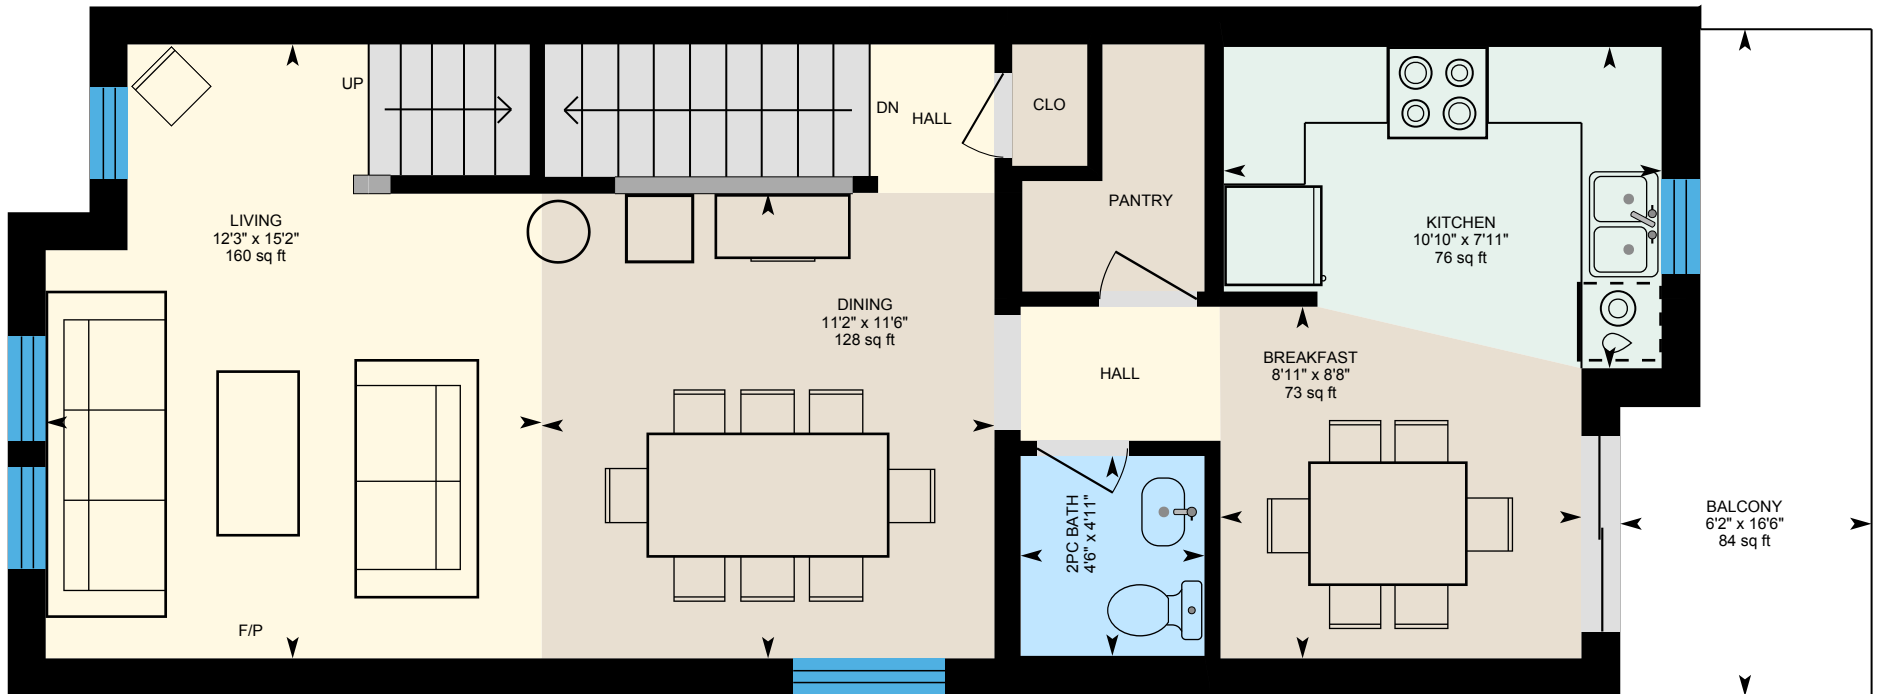 UP
DN
HALL
CLO
PANTRY
LIVING
12'3" x 15'2"
160 sq ft
KITCHEN
10'10" x 7'11"
76 sq ft
DINING
11'2" x 11'6"
128 sq ft
HALL
BREAKFAST
8'11" x 8'8"
73 sq ft
2PC BATH
4'6" x 4'11"
BALCONY
6'2" x 16'6"
84 sq ft
F/P